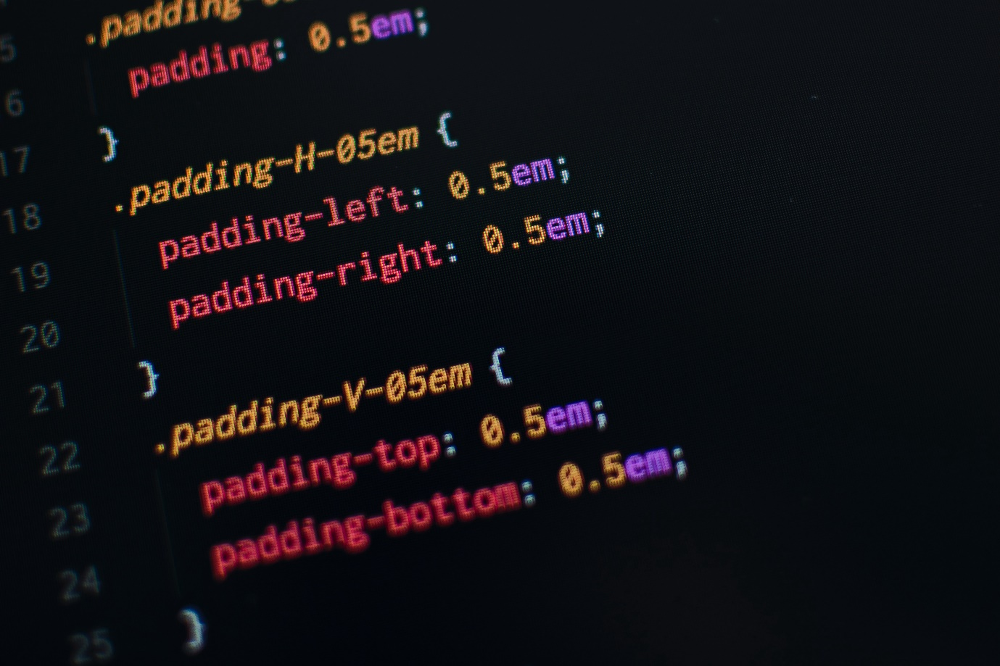 5 .padding-
6 padding: 0.5em;
17 }
18 .padding-H-05em {
19 padding-left: 0.5em;
20 padding-right: 0.5em;
21 }
22 .padding-V-05em {
23 padding-top: 0.5em;
24 padding-bottom: 0.5em;
25 }